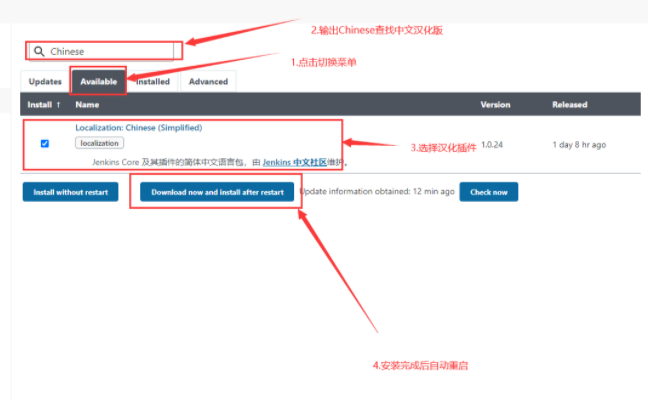 2.输出Chinese查找中文汉化版
Chinese
1.点击切换菜单
Updates Available Installed Advanced
Install ↑ Name Version Released
Localization: Chinese (Simplified)
localization
3.选择汉化插件 1.0.24 1 day 8 hr ago
Jenkins Core 及其插件的简体中文语言包，由 Jenkins 中文社区维护。
Install without restart Download now and install after restart Update information obtained: 12 min ago Check now
4.安装完成后自动重启